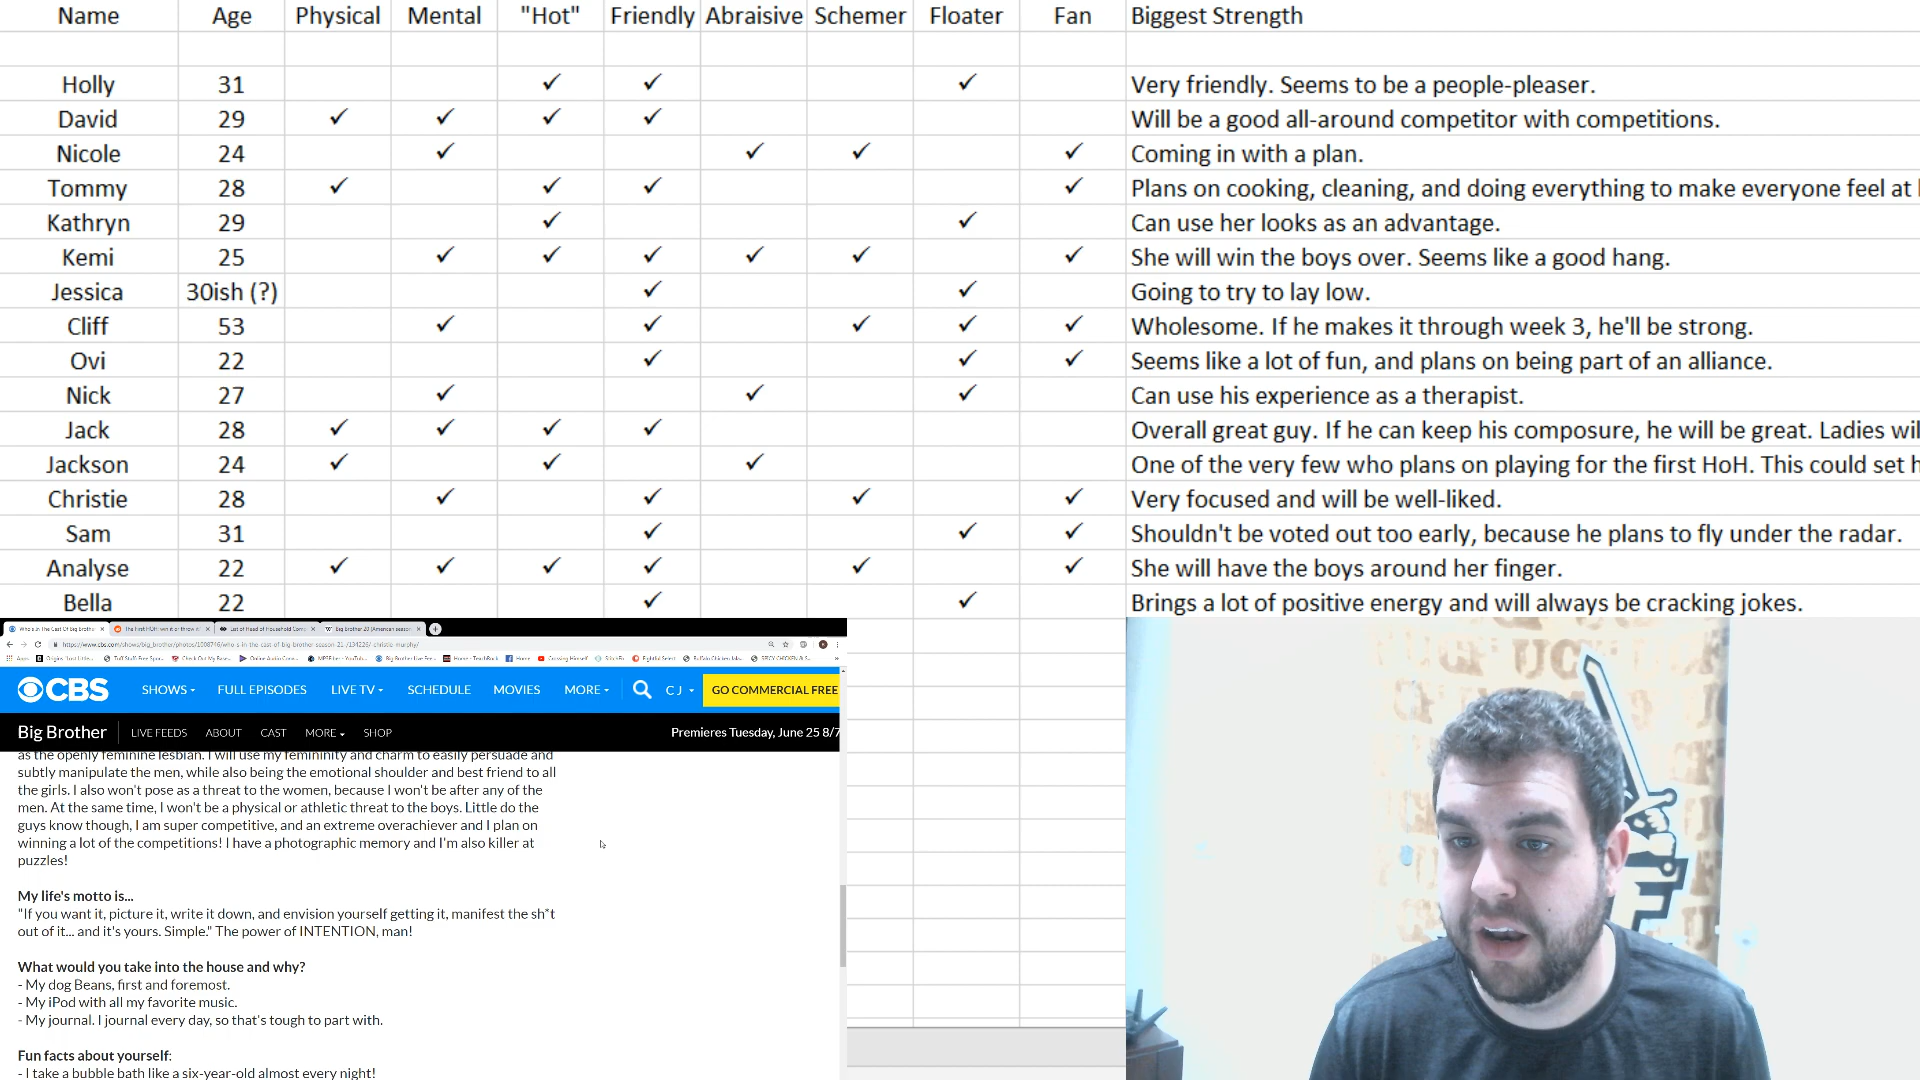 Name Age Physical Mental "Hot" Friendly Abraisive Schemer Floater Fan Biggest Strength
Holly 31 ✓ ✓ ✓ Very friendly. Seems to be a people-pleaser.
David 29 ✓ ✓ ✓ ✓ Will be a good all-around competitor with competitions.
Nicole 24 ✓ ✓ ✓ ✓ Coming in with a plan.
Tommy 28 ✓ ✓ ✓ ✓ Plans on cooking, cleaning, and doing everything to make everyone feel at
Kathryn 29 ✓ ✓ Can use her looks as an advantage.
Kemi 25 ✓ ✓ ✓ ✓ ✓ ✓ She will win the boys over. Seems like a good hang.
Jessica 30ish (?) ✓ ✓ Going to try to lay low.
Cliff 53 ✓ ✓ ✓ ✓ ✓ Wholesome. If he makes it through week 3, he'll be strong.
Ovi 22 ✓ ✓ ✓ Seems like a lot of fun, and plans on being part of an alliance.
Nick 27 ✓ ✓ ✓ Can use his experience as a therapist.
Jack 28 ✓ ✓ ✓ ✓ Overall great guy. If he can keep his composure, he will be great. Ladies wil
Jackson 24 ✓ ✓ ✓ One of the very few who plans on playing for the first HoH. This could set h
Christie 28 ✓ ✓ ✓ ✓ Very focused and will be well-liked.
Sam 31 ✓ ✓ ✓ Shouldn't be voted out too early, because he plans to fly under the radar.
Analyse 22 ✓ ✓ ✓ ✓ ✓ ✓ She will have the boys around her finger.
Bella 22 ✓ ✓ Brings a lot of positive energy and will always be cracking jokes.
CBS SHOWS FULL EPISODES LIVE TV SCHEDULE MOVIES MORE C J GO COMMERCIAL FREE
Big Brother LIVE FEEDS ABOUT CAST MORE SHOP Premieres Tuesday, June 25 8/7
as the openly feminine lesbian. I will use my femininity and charm to easily persuade and
subtly manipulate the men, while also being the emotional shoulder and best friend to all
the girls. I also won't pose as a threat to the women, because I won't be after any of the
men. At the same time, I won't be a physical or athletic threat to the boys. Little do the
guys know though, I am super competitive, and an extreme overachiever and I plan on
winning a lot of the competitions! I have a photographic memory and I'm also killer at
puzzles!
My life's motto is...
"If you want it, picture it, write it down, and envision yourself getting it, manifest the sh*t
out of it... and it's yours. Simple." The power of INTENTION, man!
What would you take into the house and why?
- My dog Beans, first and foremost.
- My iPod with all my favorite music.
- My journal. I journal every day, so that's tough to part with.
Fun facts about yourself:
- I take a bubble bath like a six-year-old almost every night!